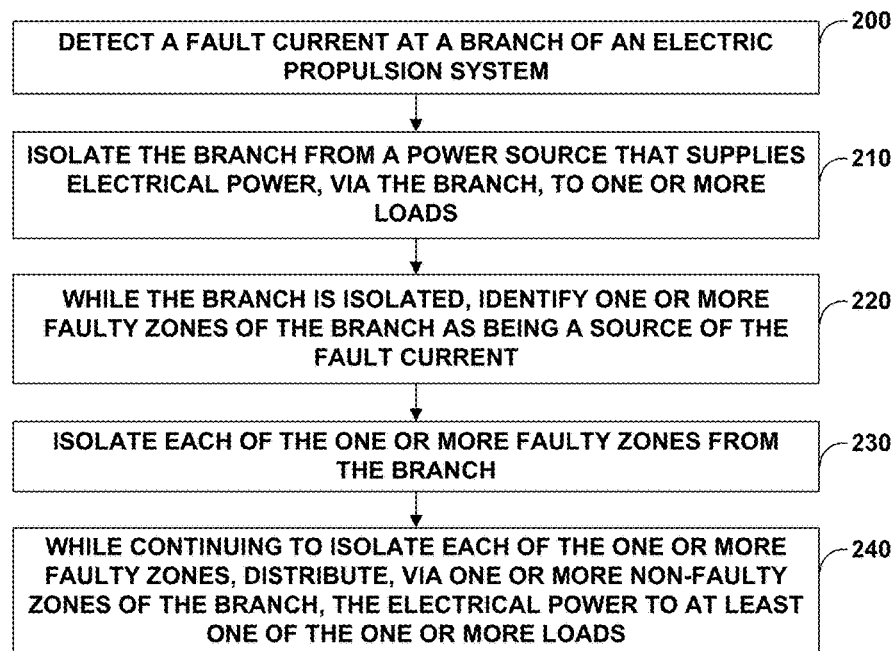 DETECT A FAULT CURRENT AT A BRANCH OF AN ELECTRIC
PROPULSION SYSTEM
200
ISOLATE THE BRANCH FROM A POWER SOURCE THAT SUPPLIES
ELECTRICAL POWER, VIA THE BRANCH, TO ONE OR MORE
LOADS
210
WHILE THE BRANCH IS ISOLATED, IDENTIFY ONE OR MORE
FAULTY ZONES OF THE BRANCH AS BEING A SOURCE OF THE
FAULT CURRENT
220
ISOLATE EACH OF THE ONE OR MORE FAULTY ZONES FROM
THE BRANCH
230
WHILE CONTINUING TO ISOLATE EACH OF THE ONE OR MORE
FAULTY ZONES, DISTRIBUTE, VIA ONE OR MORE NON-FAULTY
ZONES OF THE BRANCH, THE ELECTRICAL POWER TO AT LEAST
ONE OF THE ONE OR MORE LOADS
240